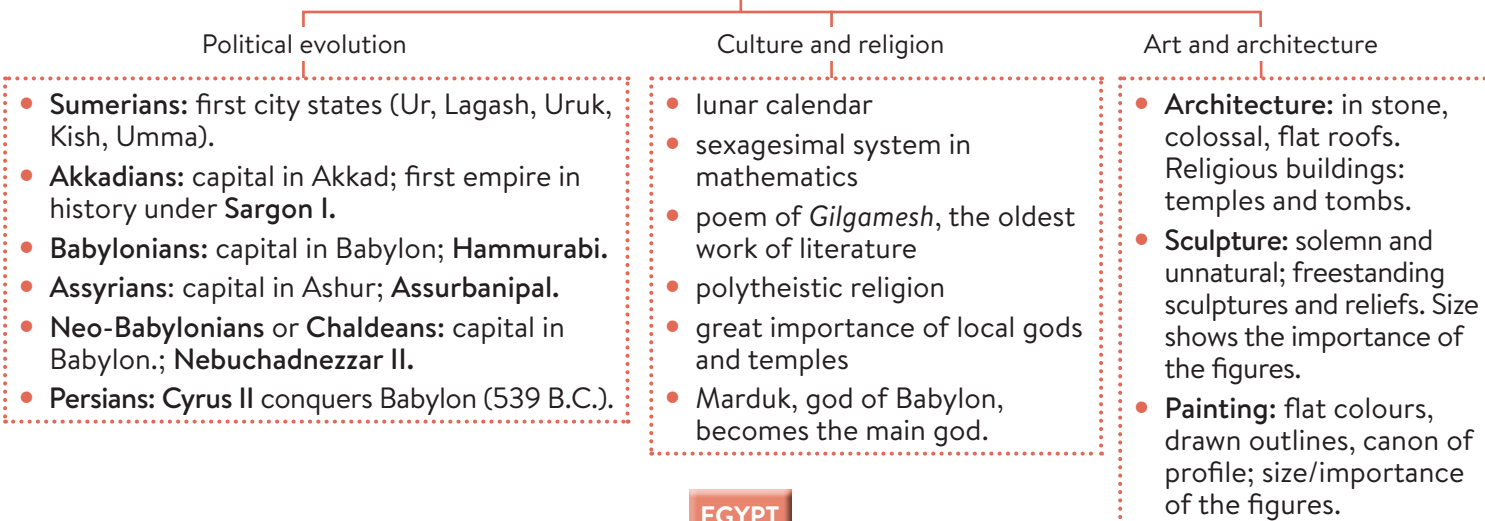 Political evolution
• Sumerians: first city states (Ur, Lagash, Uruk,
Kish, Umma).
• Akkadians: capital in Akkad; first empire in
history under Sargon I.
• Babylonians: capital in Babylon; Hammurabi.
• Assyrians: capital in Ashur; Assurbanipal.
• Neo-Babylonians or Chaldeans: capital in
Babylon.; Nebuchadnezzar II.
• Persians: Cyrus II conquers Babylon (539 B.C.).
Culture and religion
• lunar calendar
• sexagesimal system in
mathematics
• poem of Gilgamesh, the oldest
work of literature
• polytheistic religion
• great importance of local gods
and temples
• Marduk, god of Babylon,
becomes the main god.
Art and architecture
• Architecture: in stone,
colossal, flat roofs.
Religious buildings:
temples and tombs.
• Sculpture: solemn and
unnatural; freestanding
sculptures and reliefs. Size
shows the importance of
the figures.
• Painting: flat colours,
drawn outlines, canon of
profile; size/importance
of the figures.
EGYPT